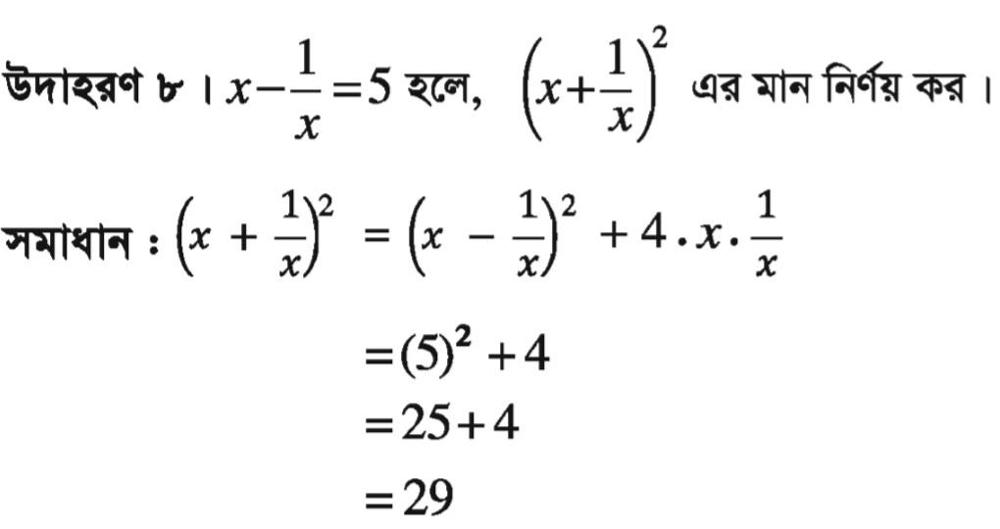 উদাহরণ ৮ । x − 1/x = 5 হলে, (x + 1/x)² এর মান নির্ণয় কর ।
সমাধান : (x + 1/x)² = (x − 1/x)² + 4 . x . 1/x
= (5)² + 4
= 25 + 4
= 29